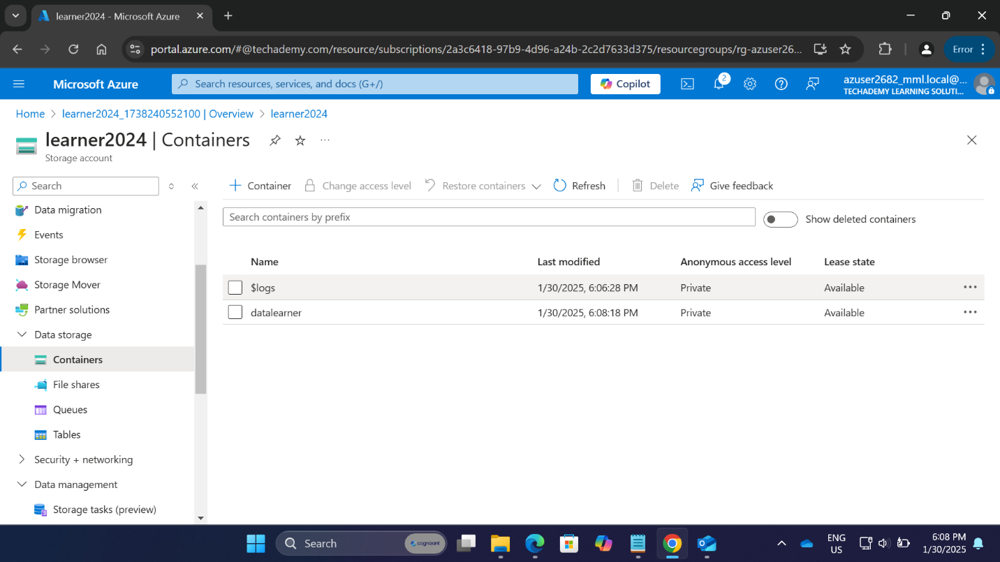 learner2024 - Microsoft Azure
portal.azure.com/#@techademy.com/resource/subscriptions/2a3c6418-97b9-4d96-a24b-2c2d7633d375/resourcegroups/rg-azuser26...
Error
Microsoft Azure
Search resources, services, and docs (G+/)
Copilot
2
azuser2682_mml.local@...
TECHADEMY LEARNING SOLUTI...
Home > learner2024_1738240552100 | Overview > learner2024
learner2024 | Containers
Storage account
Search
Container
Change access level
Restore containers
Refresh
Delete
Give feedback
Search containers by prefix
Show deleted containers
Data migration
Events
Storage browser
Storage Mover
Partner solutions
Data storage
Containers
File shares
Queues
Tables
Security + networking
Data management
Storage tasks (preview)
Name Last modified Anonymous access level Lease state
$logs 1/30/2025, 6:06:28 PM Private Available
datalearner 1/30/2025, 6:08:18 PM Private Available
Search
cognizant
ENG
US
6:08 PM
1/30/2025